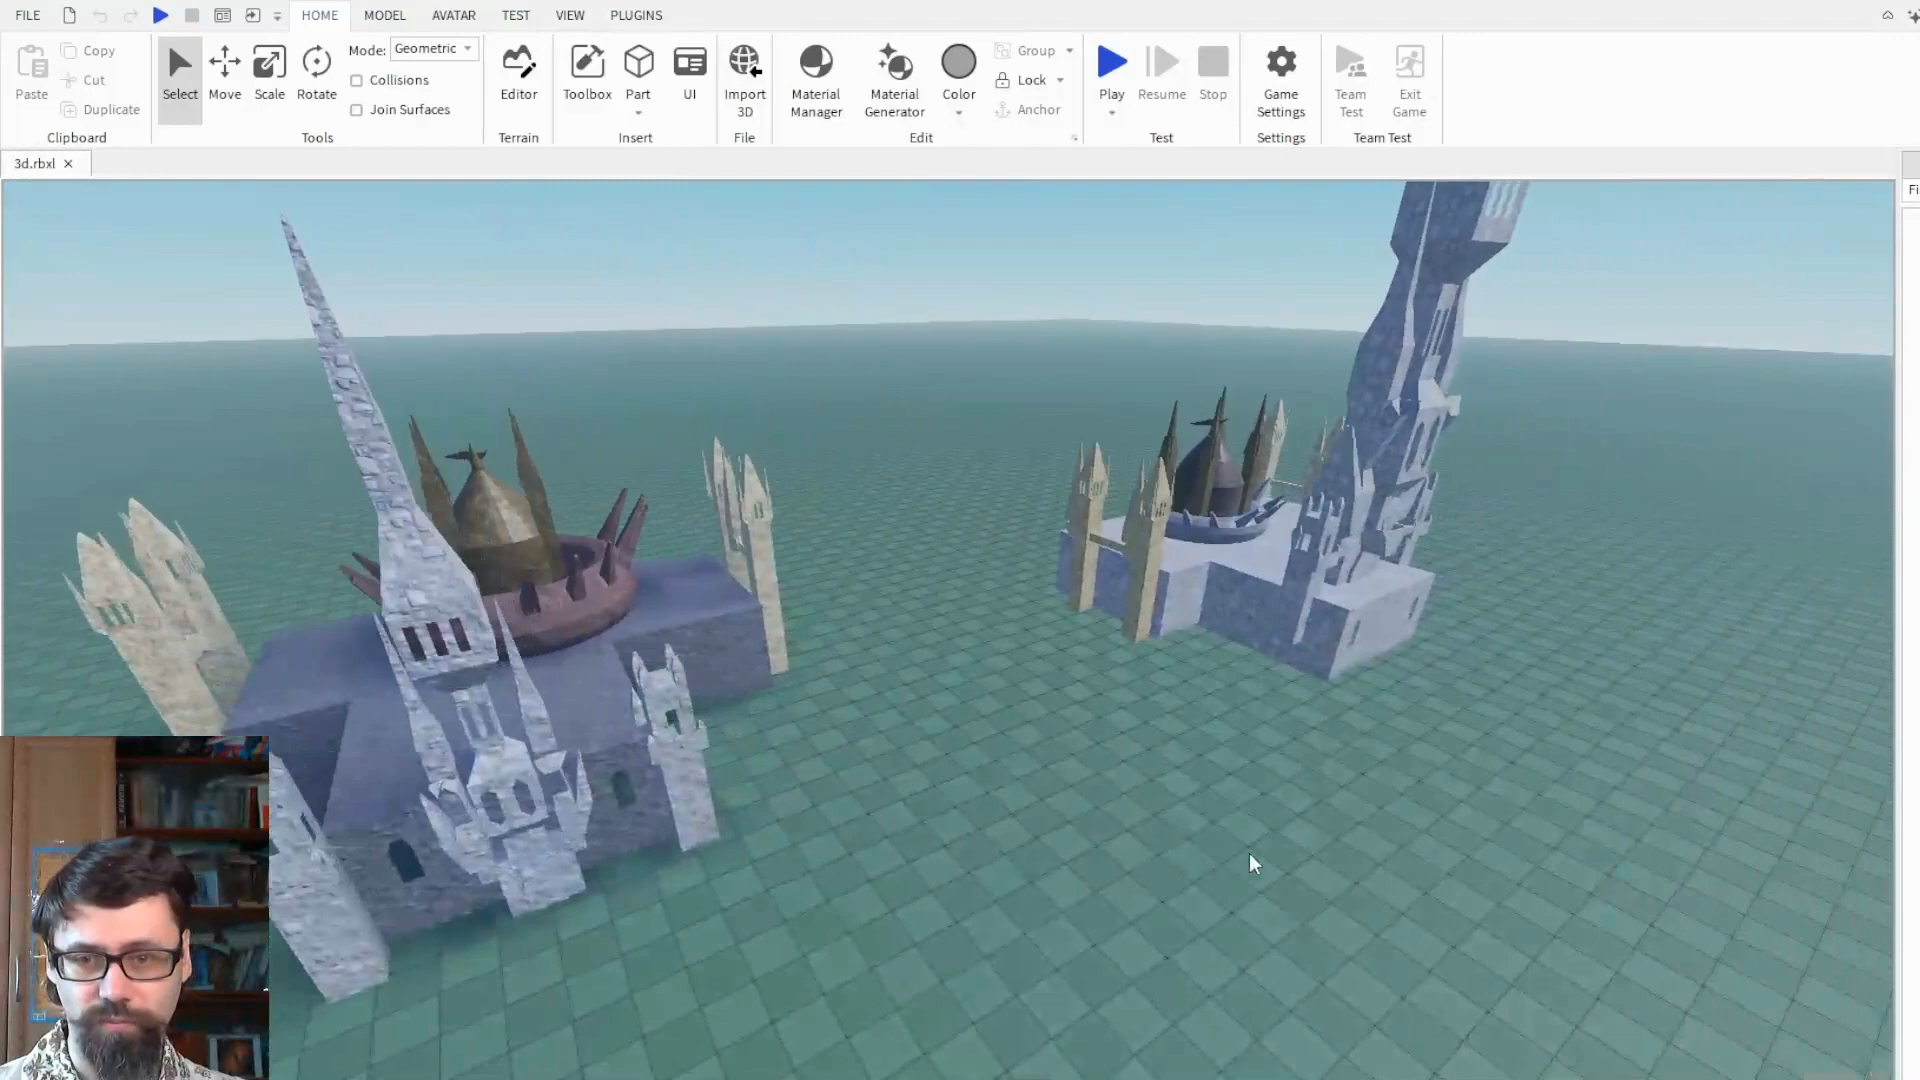 FILE HOME MODEL AVATAR TEST VIEW PLUGINS
Paste
Copy
Cut
Duplicate
Clipboard
Select
Move
Scale
Rotate
Mode: Geometric
Collisions
Join Surfaces
Tools
Editor
Terrain
Toolbox
Part
UI
Insert
Import
3D
File
Material
Manager
Material
Generator
Color
Group
Lock
Anchor
Edit
Play
Resume
Stop
Test
Game
Settings
Settings
Team
Test
Exit
Game
Team Test
3d.rbxl
Fi